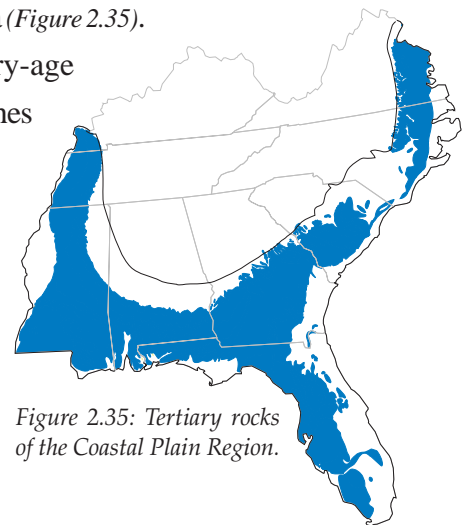 (Figure 2.35).
ry-age
nes
Figure 2.35: Tertiary rocks
of the Coastal Plain Region.